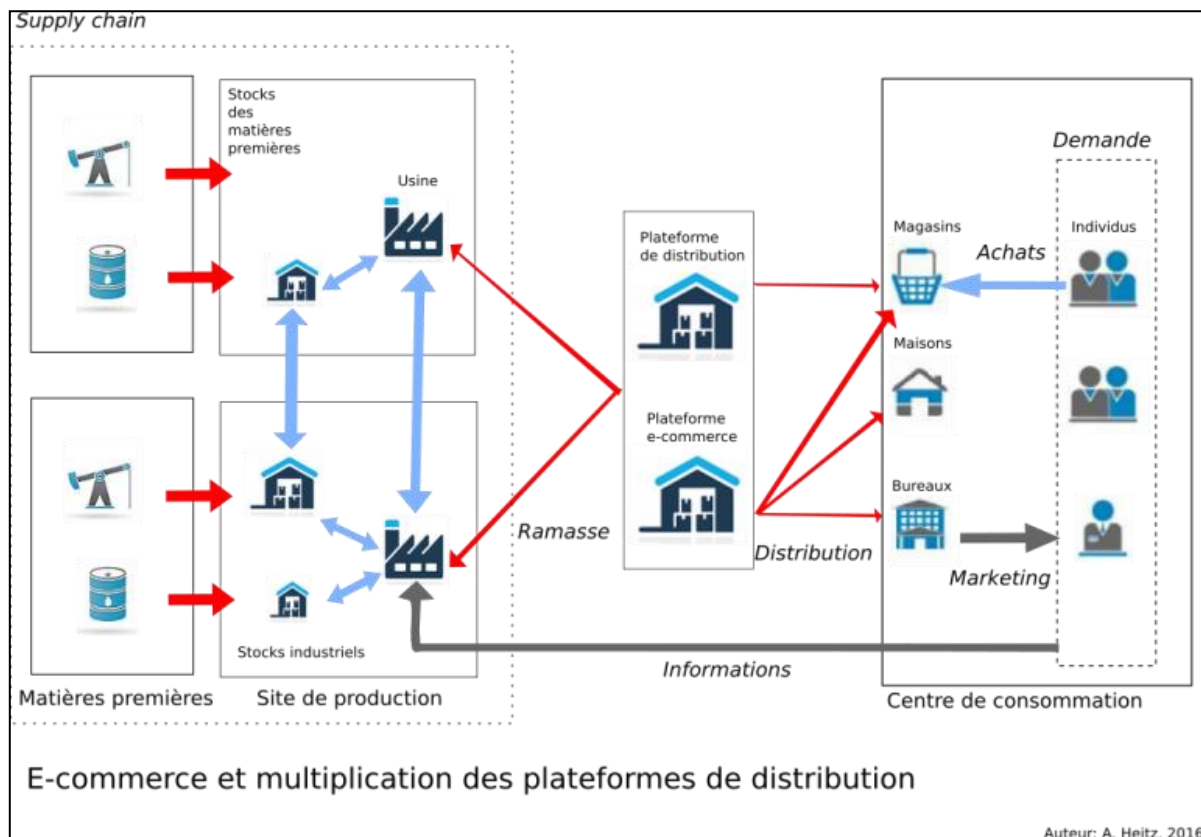 Supply chain
Stocks
des
matières
premières
Usine
Stocks industriels
Matières premières
Site de production
Ramasse
Plateforme
de distribution
Plateforme
e-commerce
Distribution
Informations
Demande
Magasins
Achats
Individus
Maisons
Bureaux
Marketing
Centre de consommation
E-commerce et multiplication des plateformes de distribution
Auteur: A. Heitz, 2016